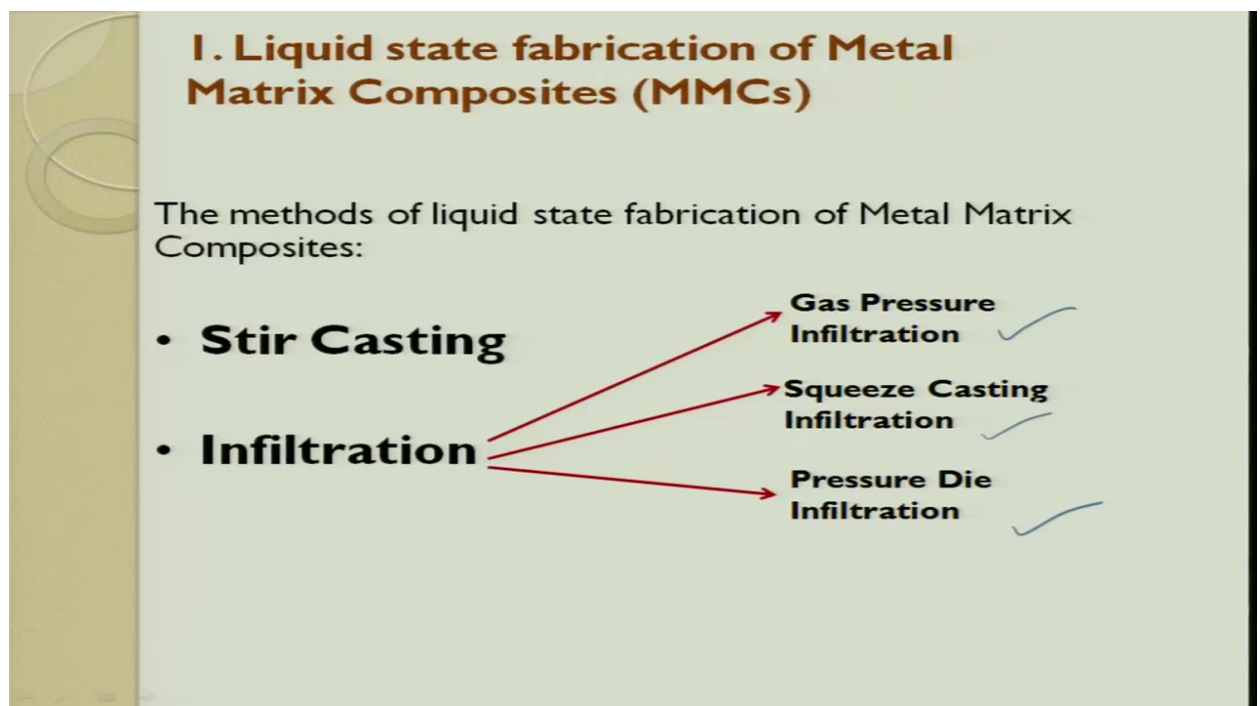 1. Liquid state fabrication of Metal
Matrix Composites (MMCs)
The methods of liquid state fabrication of Metal Matrix
Composites:
• Stir Casting
• Infiltration
Gas Pressure
Infiltration
Squeeze Casting
Infiltration
Pressure Die
Infiltration